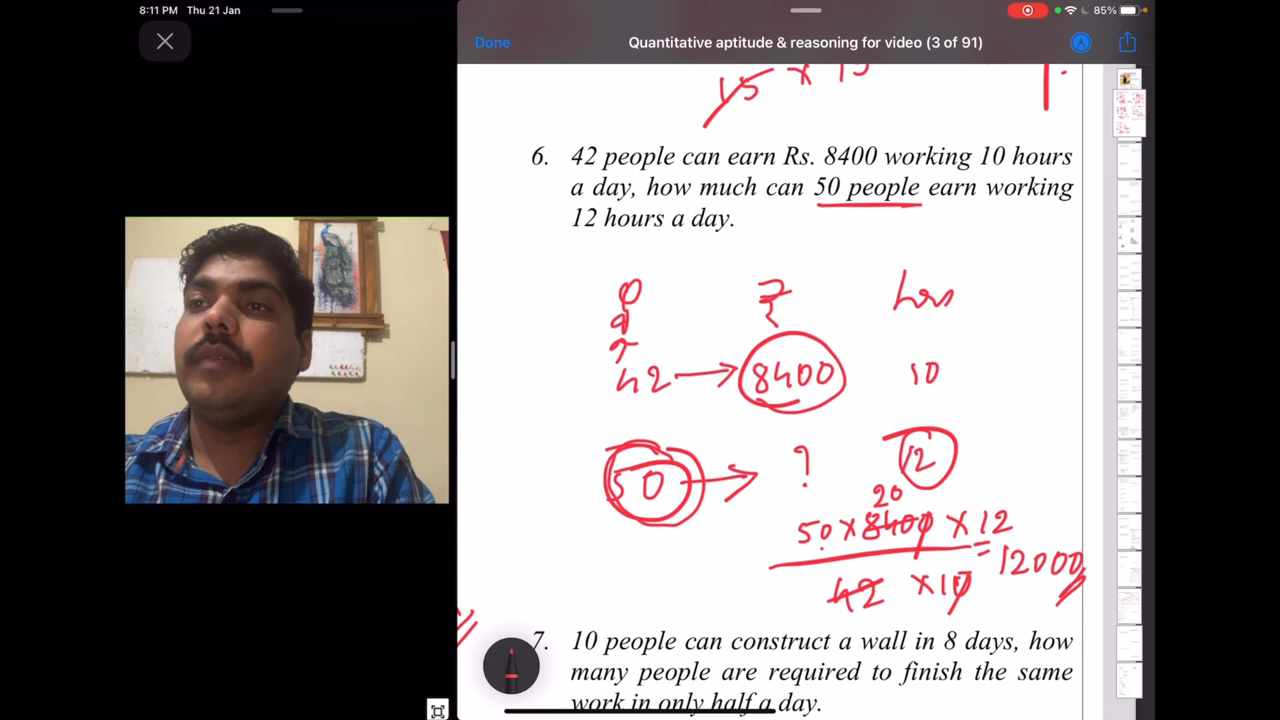 8:11 PM Thu 21 Jan
85%
Done
Quantitative aptitude & reasoning for video (3 of 91)
15 x 15
6. 42 people can earn Rs. 8400 working 10 hours
a day, how much can 50 people earn working
12 hours a day.
₹
42 → 8400 10
50 → ? 12
20
50 x 8400 x 12
= 12000
42 x 10
7. 10 people can construct a wall in 8 days, how
many people are required to finish the same
work in only half a day.